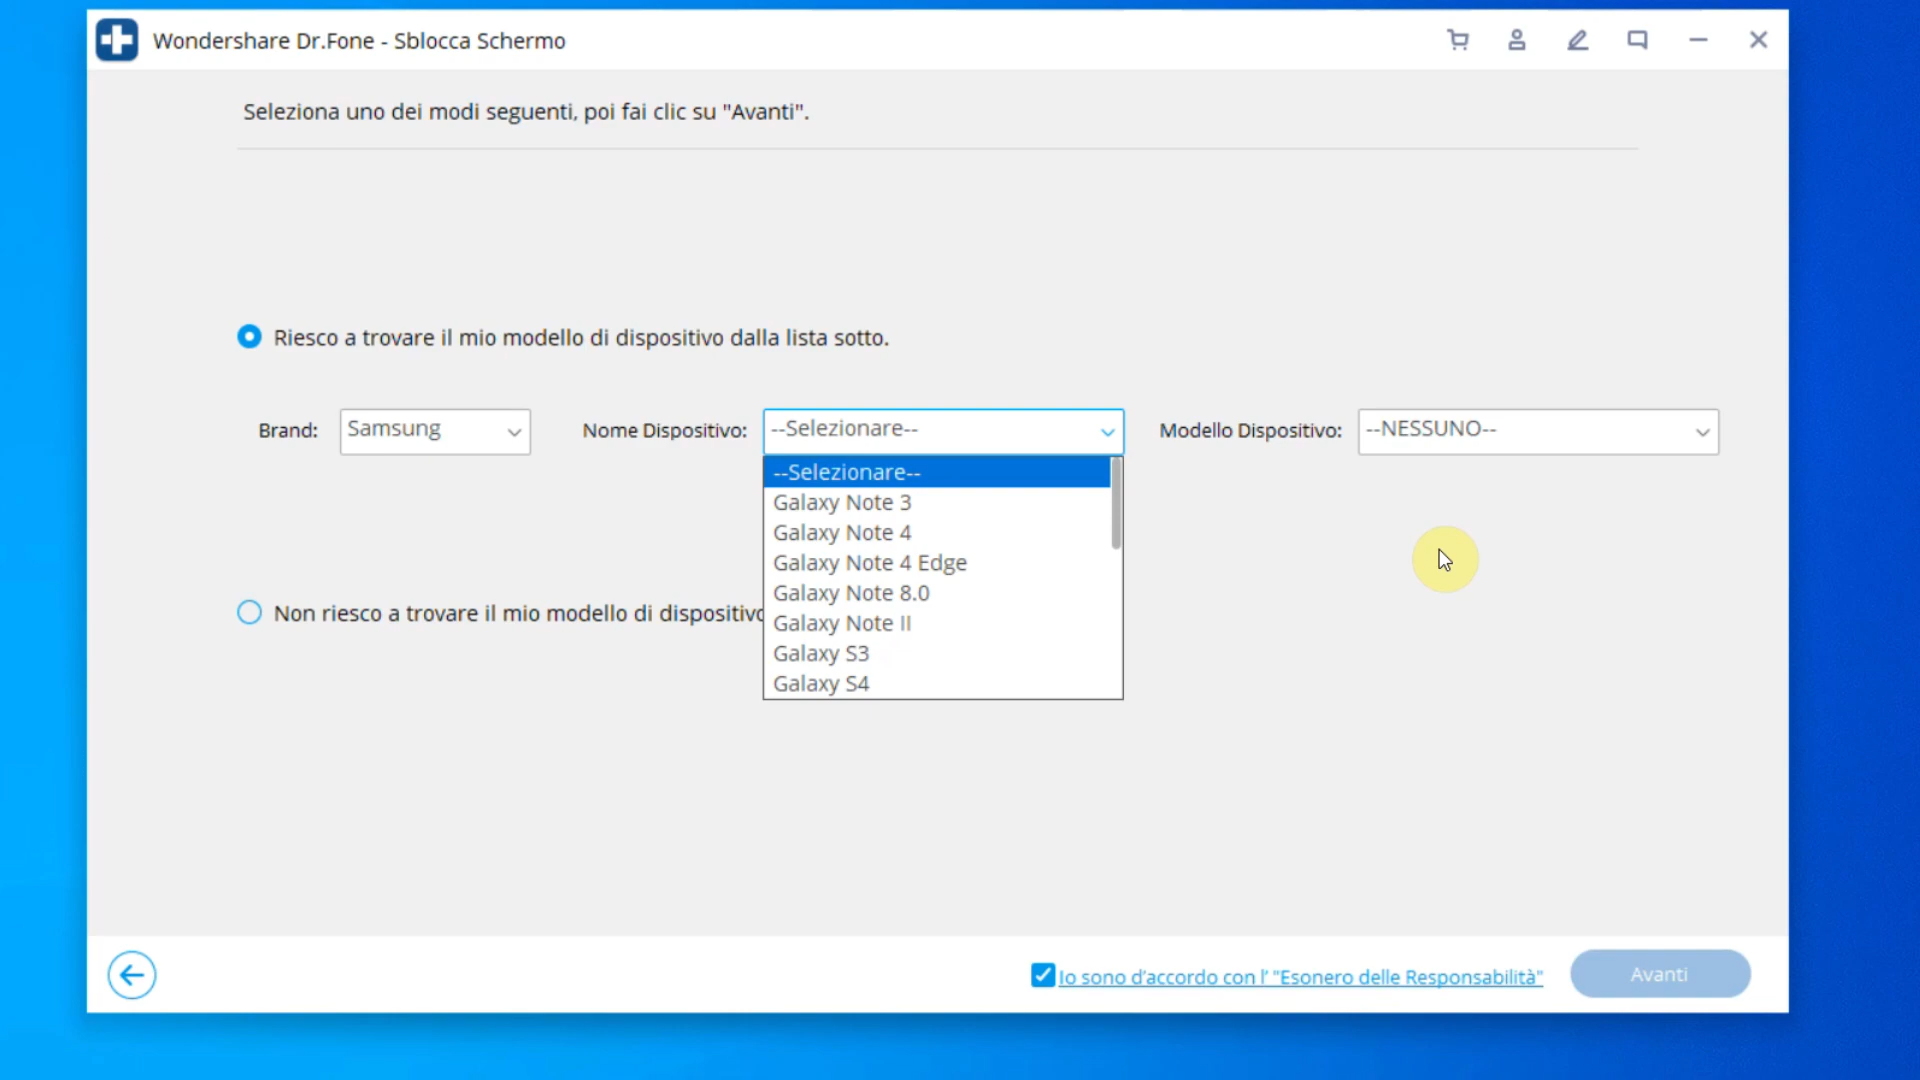 Wondershare Dr.Fone - Sblocca Schermo
Seleziona uno dei modi seguenti, poi fai clic su "Avanti".
Riesco a trovare il mio modello di dispositivo dalla lista sotto.
Brand: Samsung Nome Dispositivo: --Selezionare-- Modello Dispositivo: --NESSUNO--
--Selezionare--
Galaxy Note 3
Galaxy Note 4
Galaxy Note 4 Edge
Galaxy Note 8.0
Non riesco a trovare il mio modello di dispositivo
Galaxy Note II
Galaxy S3
Galaxy S4
Io sono d'accordo con l' "Esonero delle Responsabilità"
Avanti